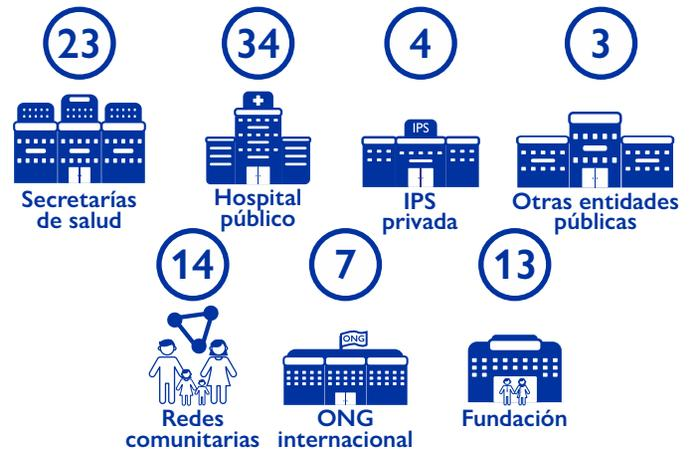 23
34
4
3
IPS
Secretarías
de salud
Hospital
público
IPS
privada
Otras entidades
públicas
14
7
13
ONG
Redes
comunitarias
ONG
internacional
Fundación